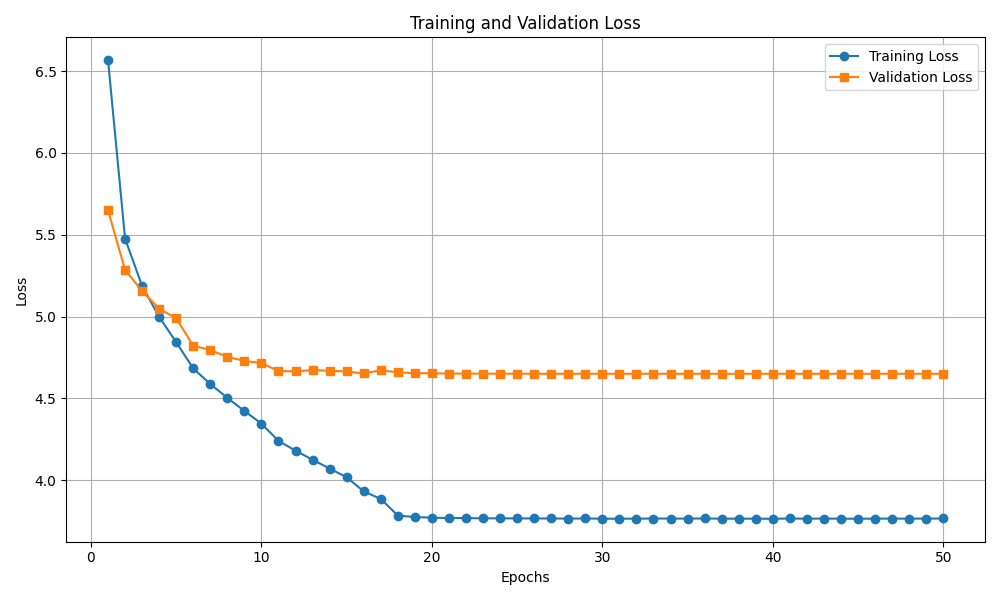 Training and Validation Loss
Training Loss
Validation Loss
Loss
6.5
6.0
5.5
5.0
4.5
4.0
0 10 20 30 40 50
Epochs